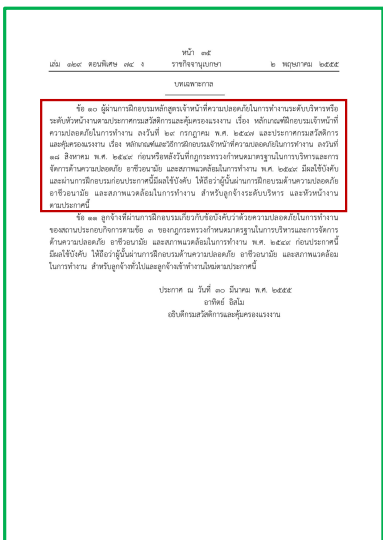 หน้า ๓๕
เล่ม ๑๒๙ ตอนพิเศษ ๗๔ ง ราชกิจจานุเบกษา ๒ พฤษภาคม ๒๕๕๕
บทเฉพาะกาล
ข้อ ๑๐ ผู้ผ่านการฝึกอบรมหลักสูตรเจ้าหน้าที่ความปลอดภัยในการทำงานระดับบริหารหรือ
ระดับหัวหน้างานตามประกาศกรมสวัสดิการและคุ้มครองแรงงาน เรื่อง หลักเกณฑ์ฝึกอบรมเจ้าหน้าที่
ความปลอดภัยในการทำงาน ลงวันที่ ๒๙ กรกฎาคม พ.ศ. ๒๕๔๗ และประกาศกรมสวัสดิการ
และคุ้มครองแรงงาน เรื่อง หลักเกณฑ์และวิธีการฝึกอบรมเจ้าหน้าที่ความปลอดภัยในการทำงาน ลงวันที่
๑๘ สิงหาคม พ.ศ. ๒๕๔๙ ก่อนหรือหลังวันที่กฎกระทรวงกำหนดมาตรฐานในการบริหารและการ
จัดการด้านความปลอดภัย อาชีวอนามัย และสภาพแวดล้อมในการทำงาน พ.ศ. ๒๕๔๙ มีผลใช้บังคับ
และผ่านการฝึกอบรมก่อนประกาศนี้มีผลใช้บังคับ ให้ถือว่าผู้นั้นผ่านการฝึกอบรมด้านความปลอดภัย
อาชีวอนามัย และสภาพแวดล้อมในการทำงาน สำหรับลูกจ้างระดับบริหาร และหัวหน้างาน
ตามประกาศนี้
ข้อ ๑๑ ลูกจ้างที่ผ่านการฝึกอบรมเกี่ยวกับข้อบังคับว่าด้วยความปลอดภัยในการทำงาน
ของสถานประกอบกิจการตามข้อ ๓ ของกฎกระทรวงกำหนดมาตรฐานในการบริหารและการจัดการ
ด้านความปลอดภัย อาชีวอนามัย และสภาพแวดล้อมในการทำงาน พ.ศ. ๒๕๔๙ ก่อนประกาศนี้
มีผลใช้บังคับ ให้ถือว่าผู้นั้นผ่านการฝึกอบรมด้านความปลอดภัย อาชีวอนามัย และสภาพแวดล้อม
ในการทำงาน สำหรับลูกจ้างทั่วไปและลูกจ้างเข้าทำงานใหม่ตามประกาศนี้
ประกาศ ณ วันที่ ๓๐ มีนาคม พ.ศ. ๒๕๕๕
อาทิตย์ อิสโม
อธิบดีกรมสวัสดิการและคุ้มครองแรงงาน